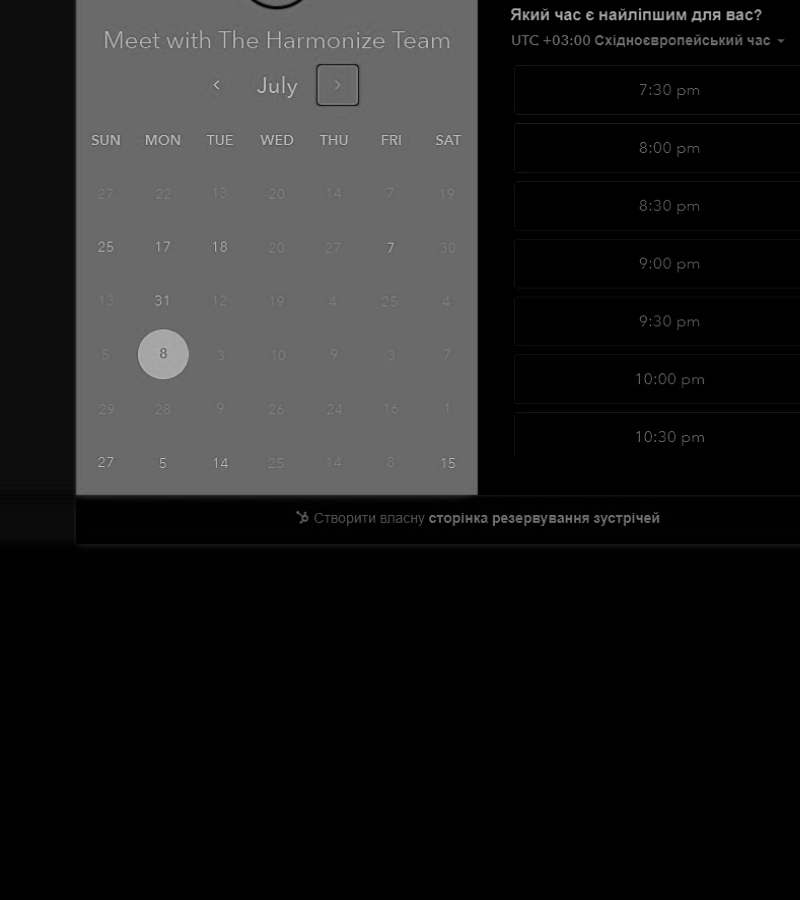 Meet with The Harmonize Team
July
SUN MON TUE WED THU FRI SAT
27 22 13 20 14 7 19
25 17 18 20 27 7 30
13 31 12 19 4 25 4
5 8 3 10 9 3 7
29 28 9 26 24 16 1
27 5 14 25 14 8 15
Який час є найліпшим для вас?
UTC +03:00 Східноєвропейський час
7:30 pm
8:00 pm
8:30 pm
9:00 pm
9:30 pm
10:00 pm
10:30 pm
Створити власну сторінка резервування зустрічей